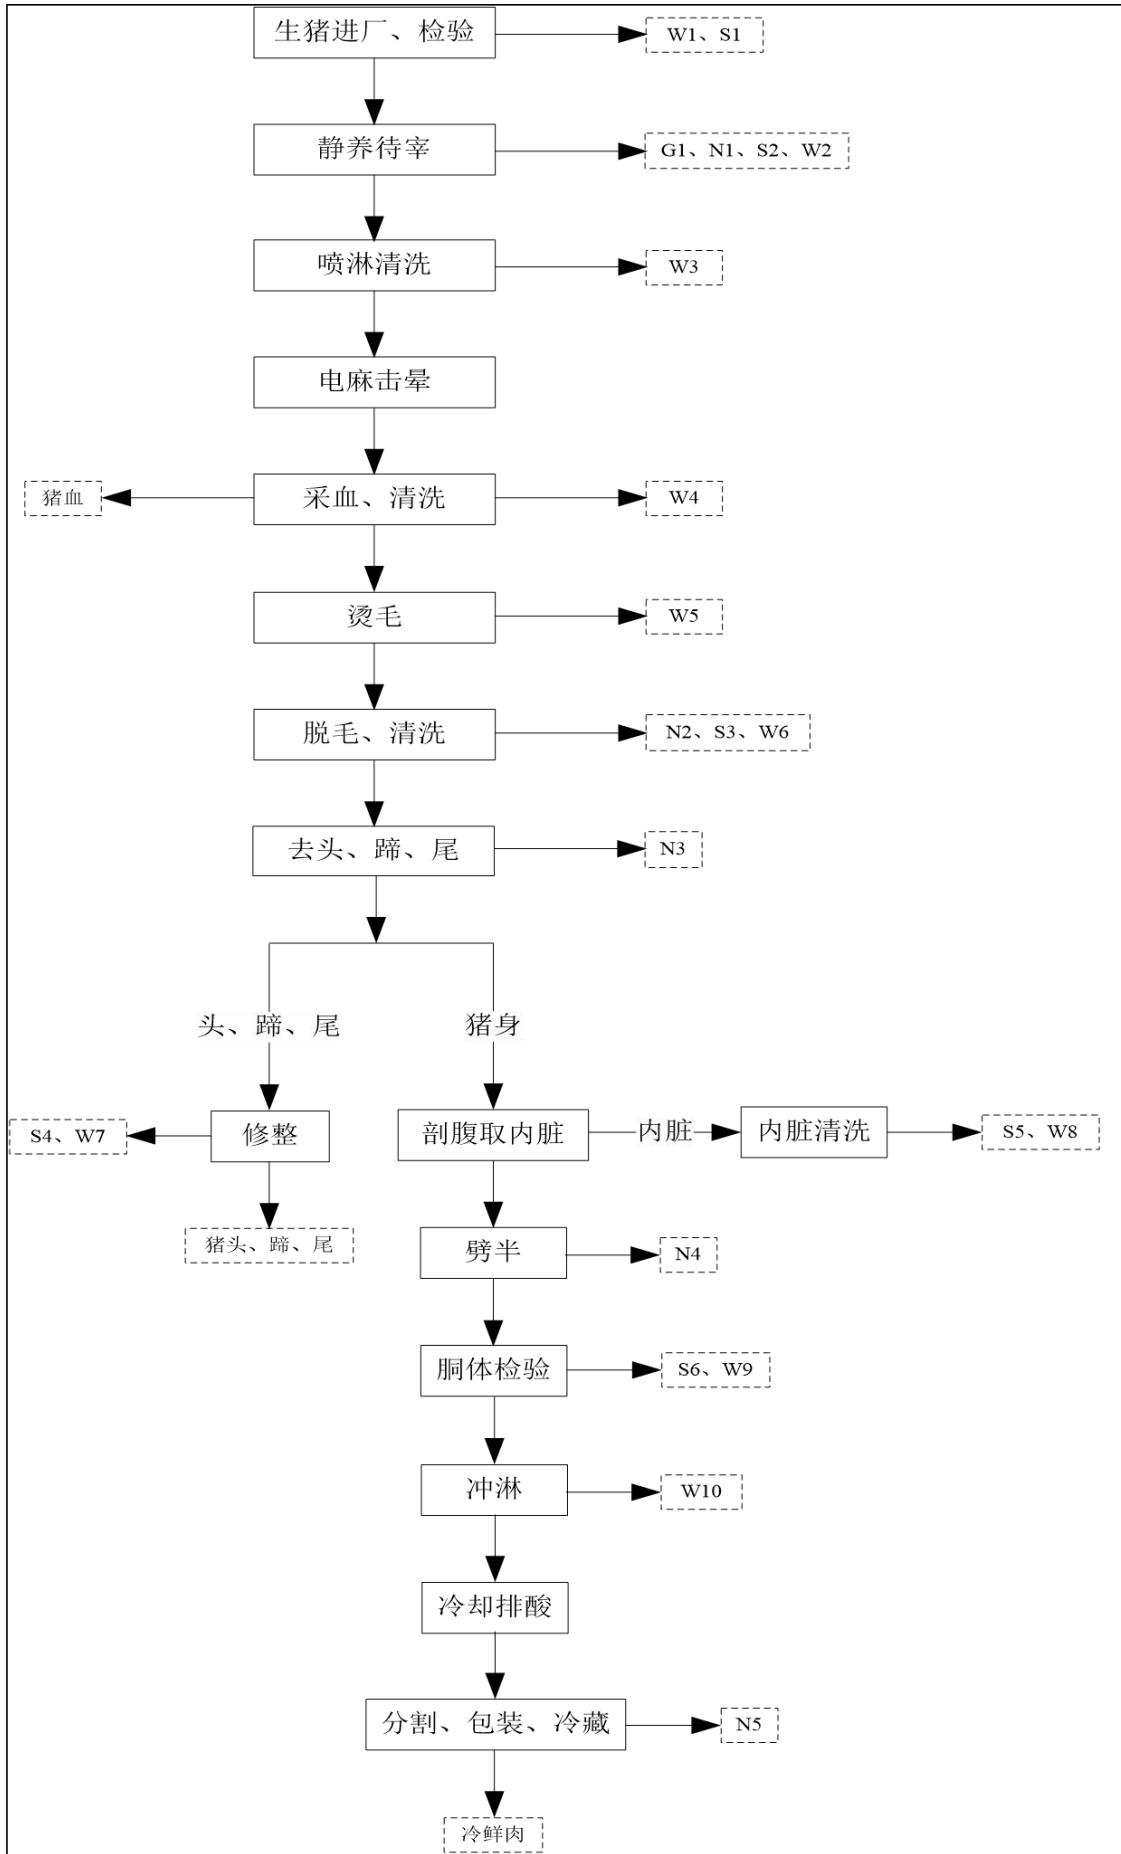 生猪进厂、检验
W1、S1
静养待宰
G1、N1、S2、W2
喷淋清洗
W3
电麻击晕
猪血
采血、清洗
W4
烫毛
W5
脱毛、清洗
N2、S3、W6
去头、蹄、尾
N3
头、蹄、尾
猪身
S4、W7
修整
剖腹取内脏
内脏
内脏清洗
S5、W8
猪头、蹄、尾
劈半
N4
胴体检验
S6、W9
冲淋
W10
冷却排酸
分割、包装、冷藏
N5
冷鲜肉